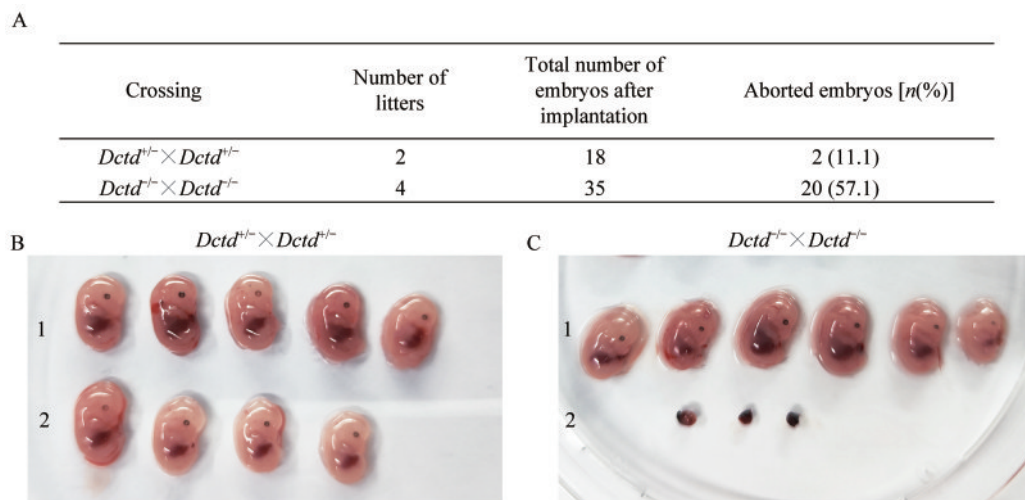 A
Crossing Number of litters Total number of embryos after implantation Aborted embryos [n(%)]
Dctd+/−×Dctd+/− 2 18 2 (11.1)
Dctd−/−×Dctd−/− 4 35 20 (57.1)
B Dctd+/−×Dctd+/−
1
2
C Dctd−/−×Dctd−/−
1
2